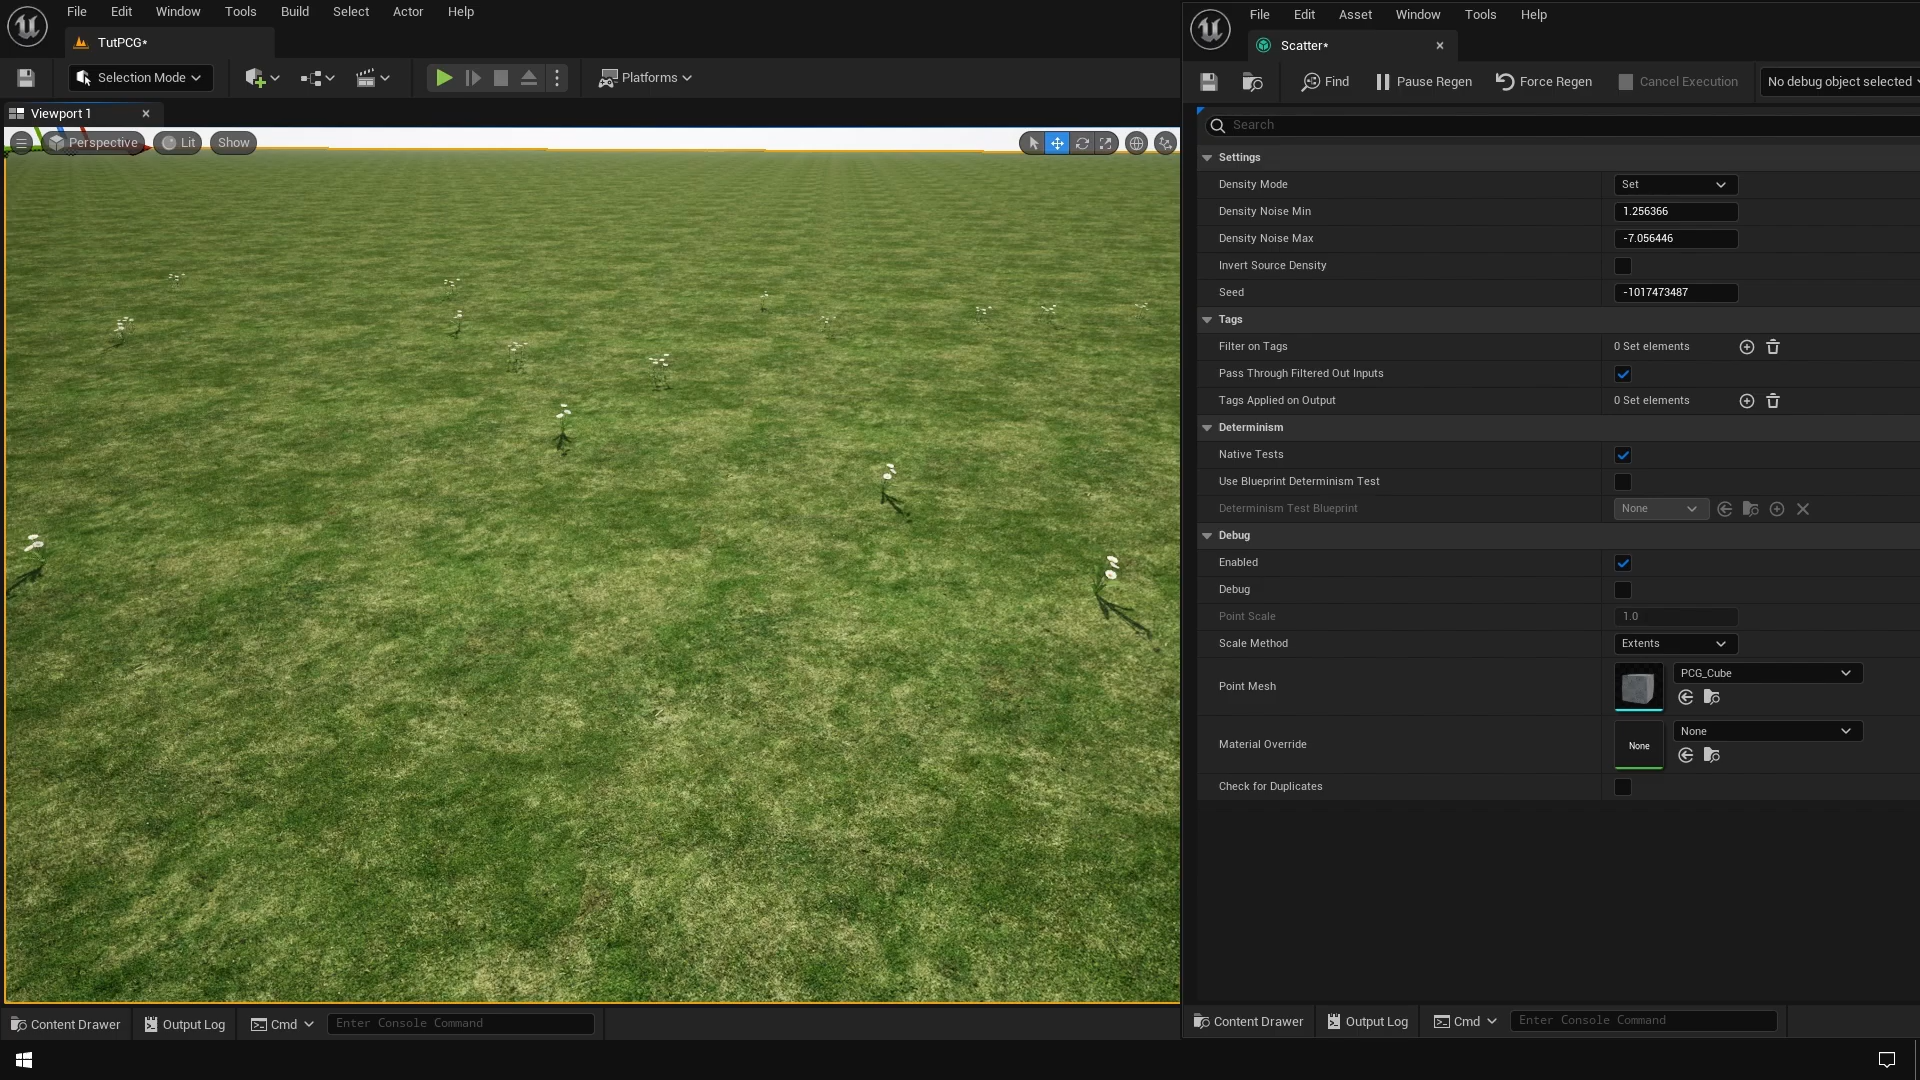 File Edit Window Tools Build Select Actor Help
TutPCG*
Selection Mode
Platforms
Viewport 1
Perspective Lit Show
Content Drawer Output Log Cmd Enter Console Command
File Edit Asset Window Tools Help
Scatter*
Find Pause Regen Force Regen Cancel Execution No debug object selected
Search
Settings
Density Mode Set
Density Noise Min 1.256366
Density Noise Max -7.056446
Invert Source Density
Seed -1017473487
Tags
Filter on Tags 0 Set elements
Pass Through Filtered Out Inputs
Tags Applied on Output 0 Set elements
Determinism
Native Tests
Use Blueprint Determinism Test
Determinism Test Blueprint None
Debug
Enabled
Debug
Point Scale 1.0
Scale Method Extents
Point Mesh PCG_Cube
Material Override None None
Check for Duplicates
Content Drawer Output Log Cmd Enter Console Command